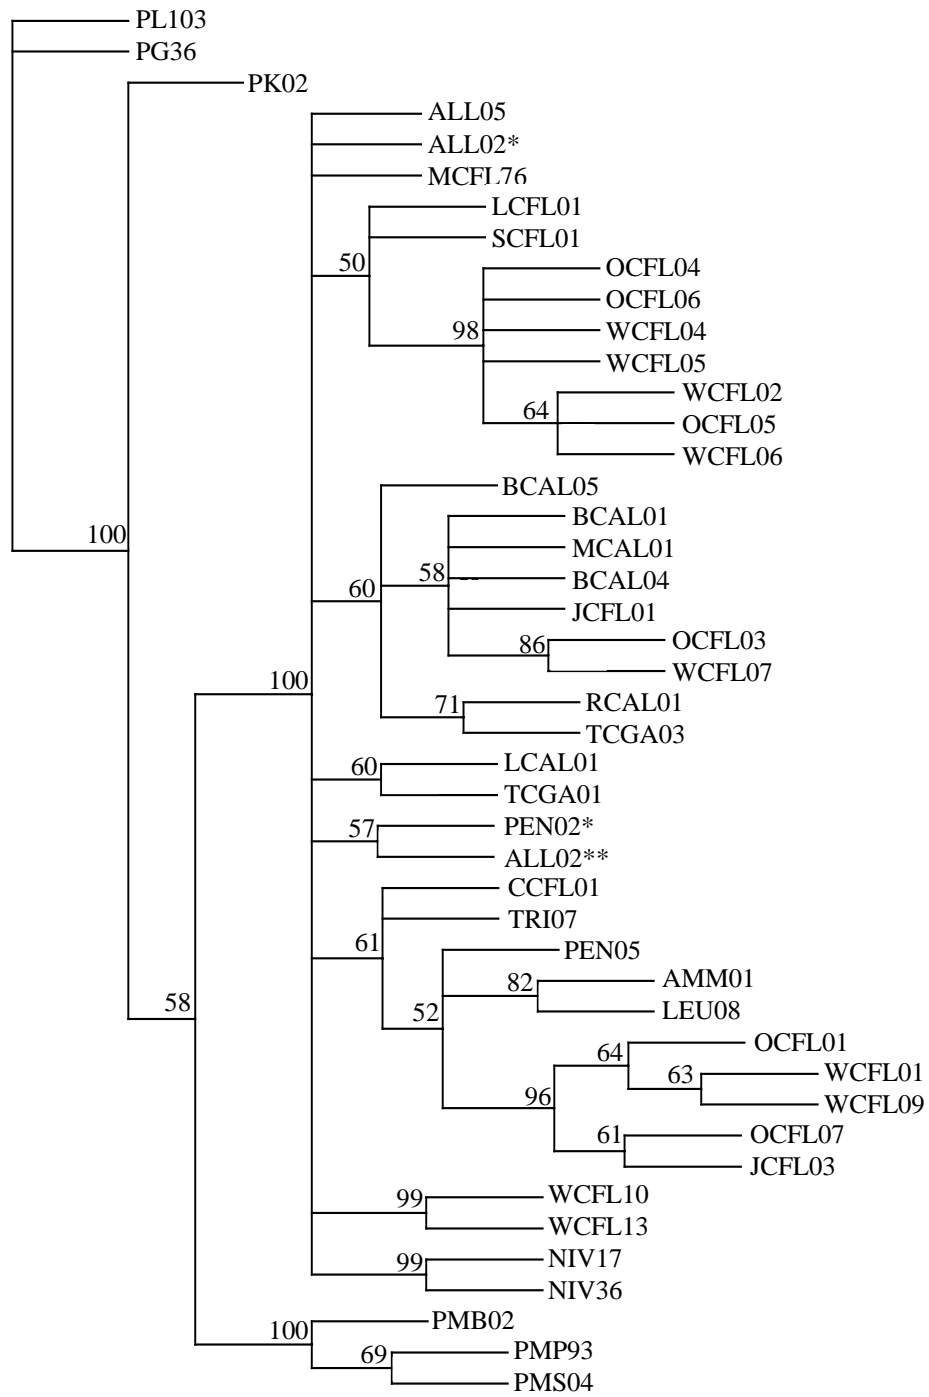 PL103
PG36
PK02
ALL05
ALL02*
MCFL76
LCFL01
SCFL01
50
OCFL04
OCFL06
98
WCFL04
WCFL05
WCFL02
64
OCFL05
WCFL06
BCAL05
BCAL01
100
MCAL01
58
BCAL04
60
JCFL01
86
OCFL03
WCFL07
100
RCAL01
71
TCGA03
LCAL01
60
TCGA01
PEN02*
57
ALL02**
CCFL01
TRI07
61
PEN05
82
AMM01
58
LEU08
52
OCFL01
64
WCFL01
63
96
WCFL09
OCFL07
61
JCFL03
WCFL10
99
WCFL13
NIV17
99
NIV36
PMB02
100
PMP93
69
PMS04